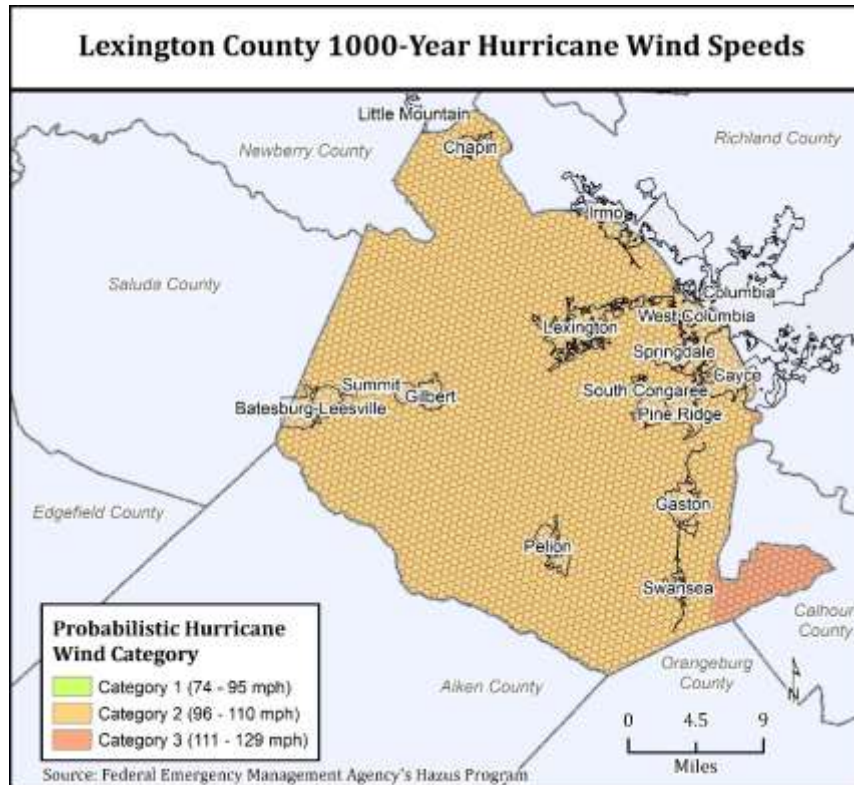 Lexington County 1000-Year Hurricane Wind Speeds
Little Mountain
Newberry County
Chapin
Richland County
Irmo
Saluda County
Columbia
West Columbia
Lexington
Springdale
Cayce
Summit
South Congaree
Gilbert
Batesburg-Leesville
Pine Ridge
Edgefield County
Gaston
Pelion
Swansea
Calhoun
County
Orangeburg
County
Aiken County
Probabilistic Hurricane
Wind Category
Category 1 (74 - 95 mph)
Category 2 (96 - 110 mph)
Category 3 (111 - 129 mph)
N
0 4.5 9
Miles
Source: Federal Emergency Management Agency's Hazus Program